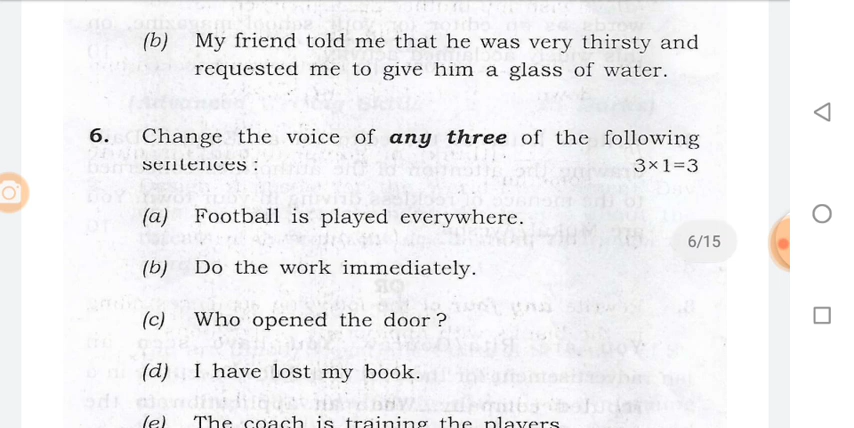 (b) My friend told me that he was very thirsty and
requested me to give him a glass of water.
6. Change the voice of any three of the following
sentences : 3×1=3
(a) Football is played everywhere.
6/15
(b) Do the work immediately.
(c) Who opened the door ?
(d) I have lost my book.
(e) The coach is training the players